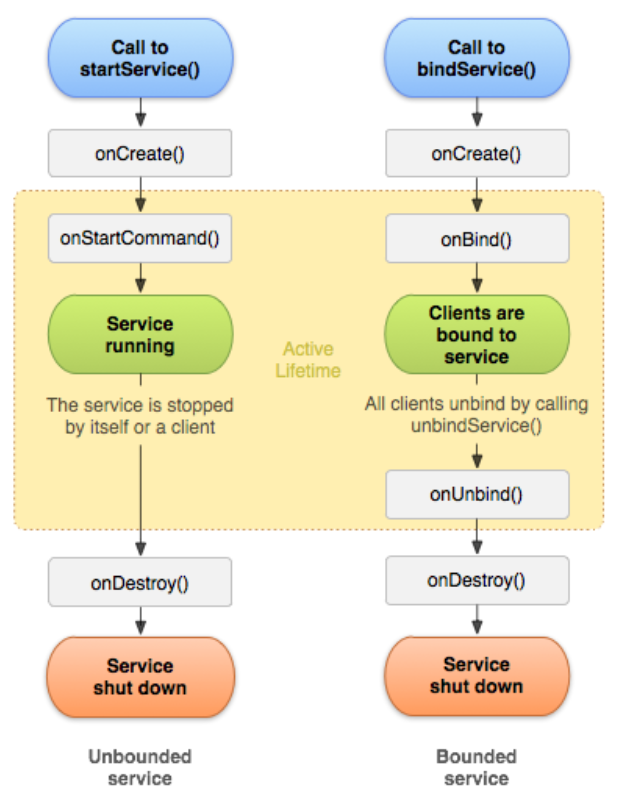 Call to
startService()
onCreate()
onStartCommand()
Service
running
The service is stopped
by itself or a client
onDestroy()
Service
shut down
Unbounded
service
Active
Lifetime
Call to
bindService()
onCreate()
onBind()
Clients are
bound to
service
All clients unbind by calling
unbindService()
onUnbind()
onDestroy()
Service
shut down
Bounded
service